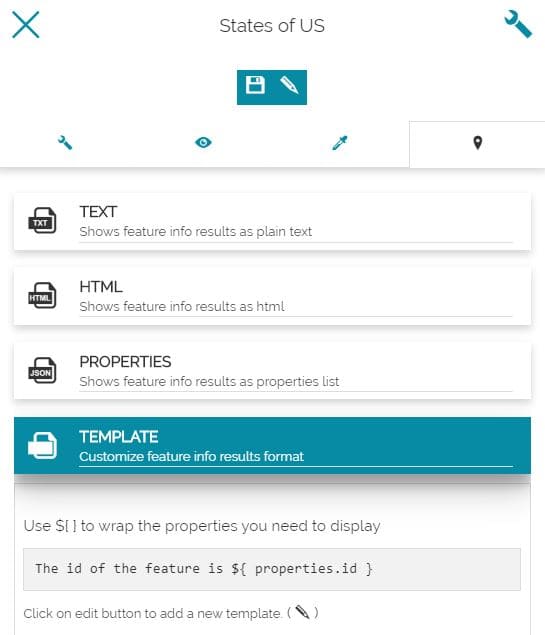 States of US
TXT
TEXT
Shows feature info results as plain text
HTML
HTML
Shows feature info results as html
JSON
PROPERTIES
Shows feature info results as properties list
TEMPLATE
Customize feature info results format
Use ${ } to wrap the properties you need to display
The id of the feature is ${ properties.id }
Click on edit button to add a new template. ( )